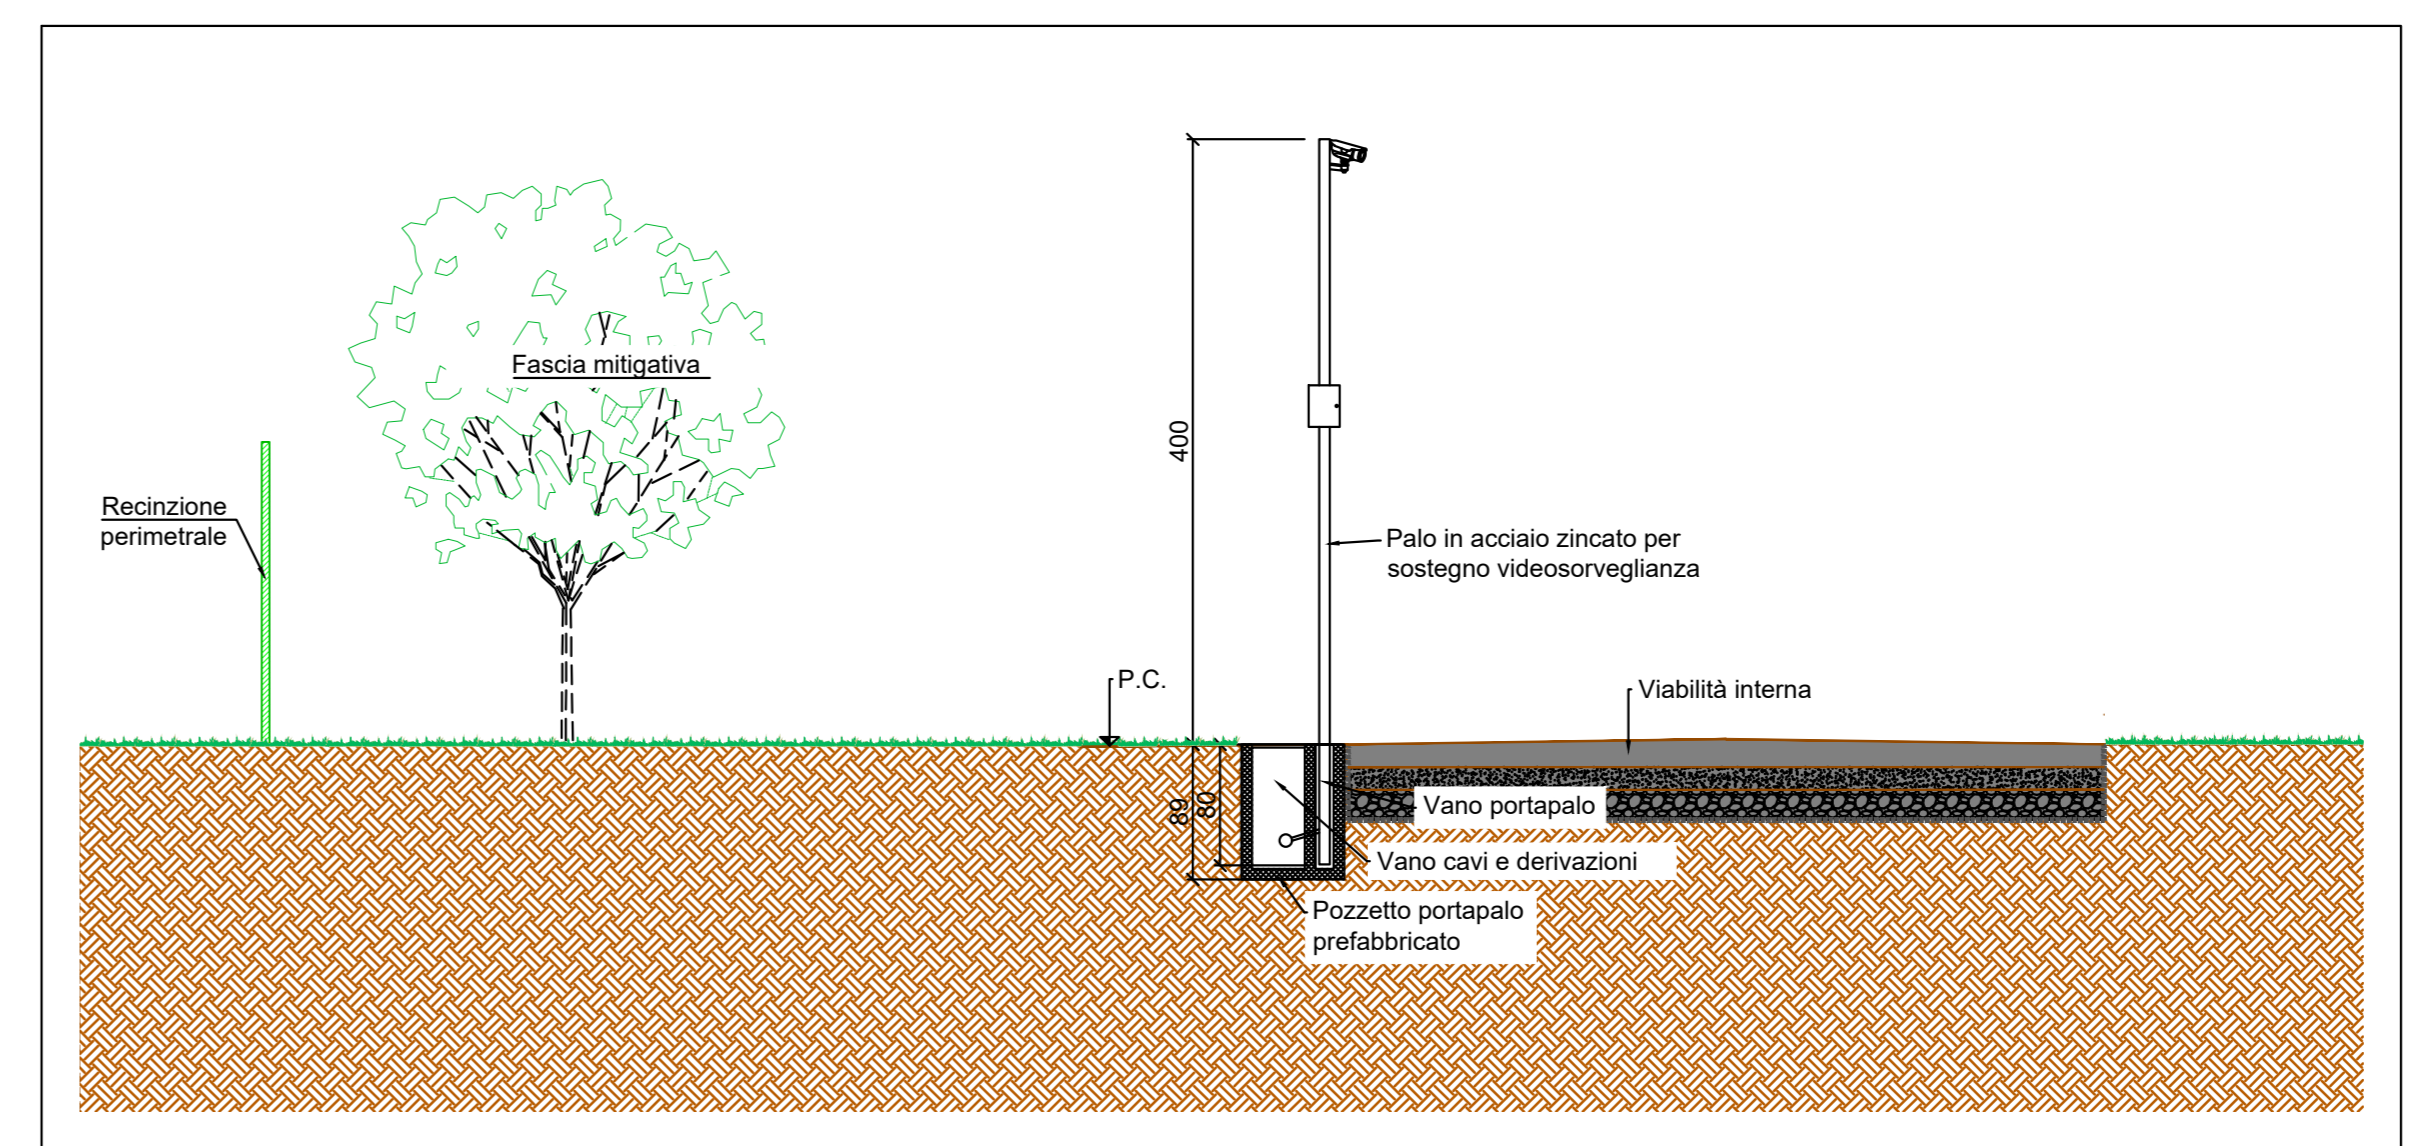 Fascia mitigativa
400
Recinzione
perimetrale
Palo in acciaio zincato per
sostegno videosorveglianza
P.C.
Viabilità interna
89
80
Vano portapalo
Vano cavi e derivazioni
Pozzetto portapalo
prefabbricato